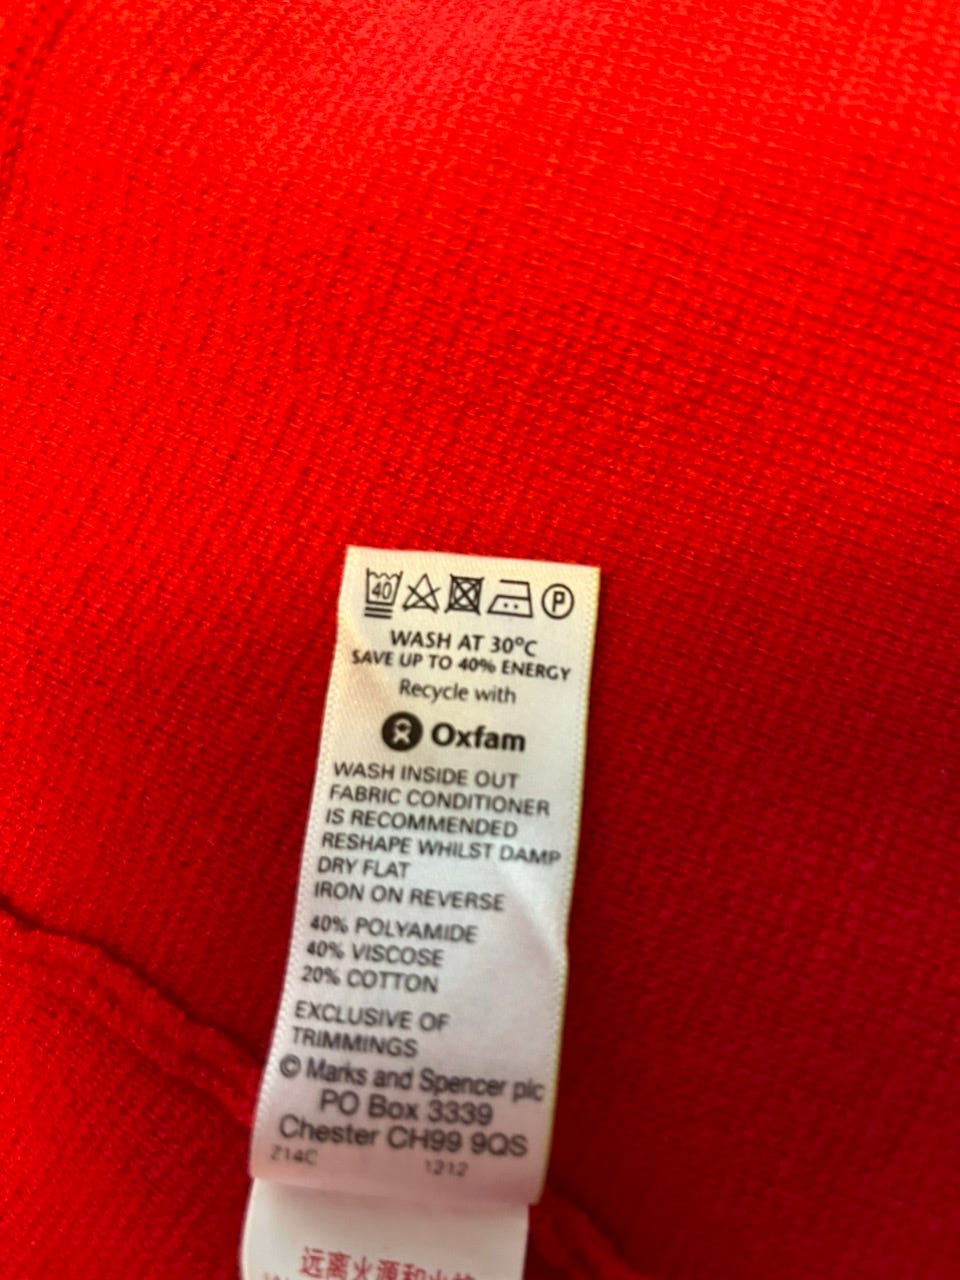 40
P
WASH AT 30°C
SAVE UP TO 40% ENERGY
Recycle with
Oxfam
WASH INSIDE OUT
FABRIC CONDITIONER
IS RECOMMENDED
RESHAPE WHILST DAMP
DRY FLAT
IRON ON REVERSE
40% POLYAMIDE
40% VISCOSE
20% COTTON
EXCLUSIVE OF
TRIMMINGS
© Marks and Spencer plc
PO Box 3339
Chester CH99 9QS
Z14C 1212
远离火源和火